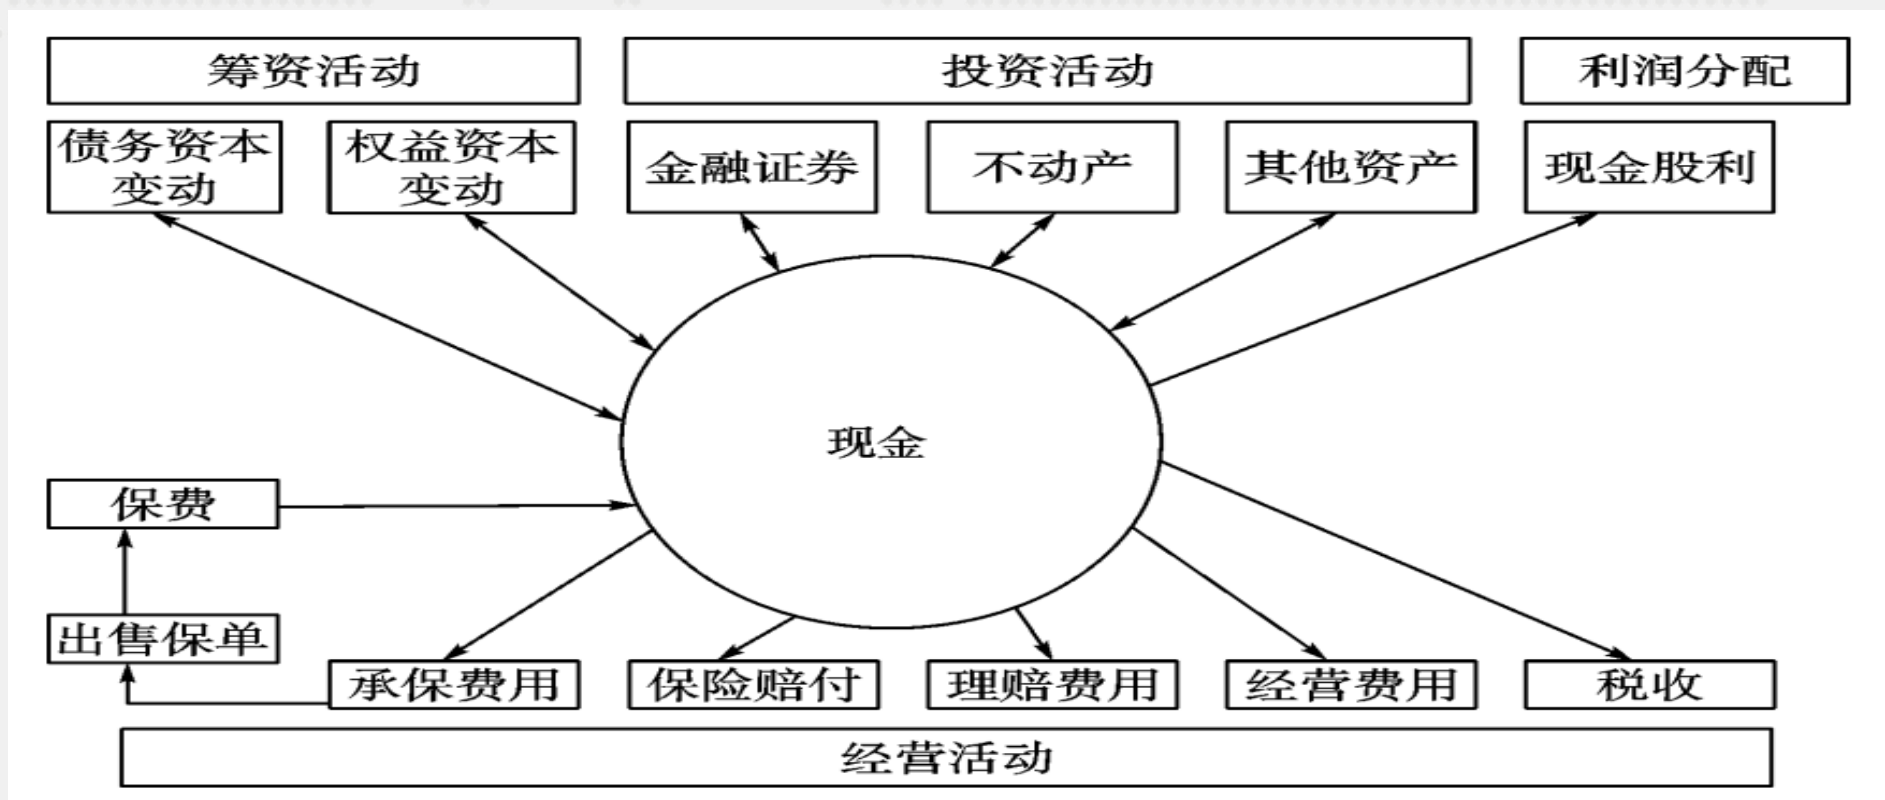 筹资活动
投资活动
利润分配
债务资本
变动
权益资本
变动
金融证券
不动产
其他资产
现金股利
现金
保费
出售保单
承保费用
保险赔付
理赔费用
经营费用
税收
经营活动